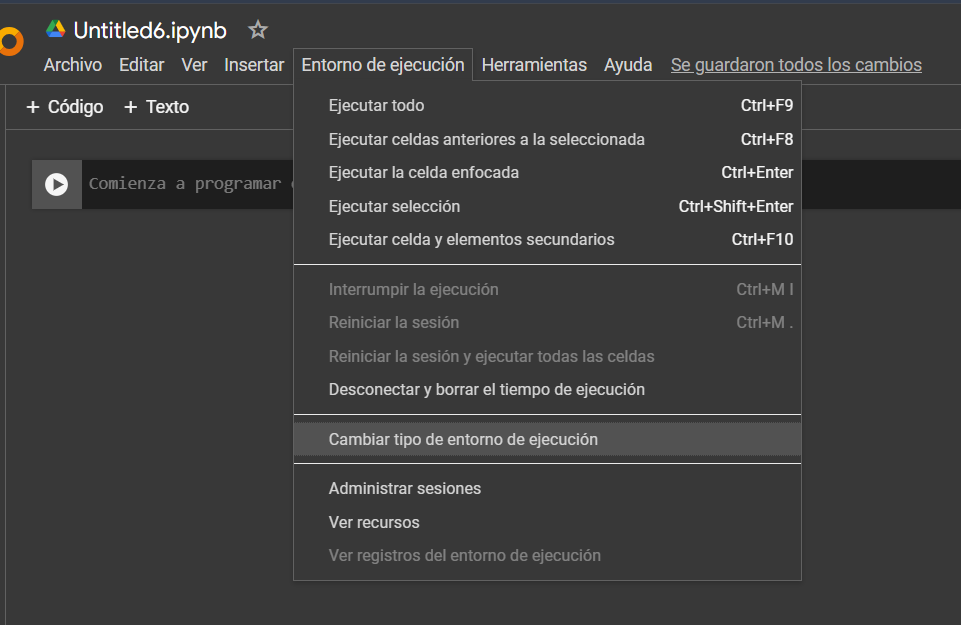 Untitled6.ipynb
Archivo Editar Ver Insertar Entorno de ejecución Herramientas Ayuda Se guardaron todos los cambios
+ Código + Texto
Comienza a programar
Ejecutar todo Ctrl+F9
Ejecutar celdas anteriores a la seleccionada Ctrl+F8
Ejecutar la celda enfocada Ctrl+Enter
Ejecutar selección Ctrl+Shift+Enter
Ejecutar celda y elementos secundarios Ctrl+F10
Interrumpir la ejecución Ctrl+M I
Reiniciar la sesión Ctrl+M .
Reiniciar la sesión y ejecutar todas las celdas
Desconectar y borrar el tiempo de ejecución
Cambiar tipo de entorno de ejecución
Administrar sesiones
Ver recursos
Ver registros del entorno de ejecución